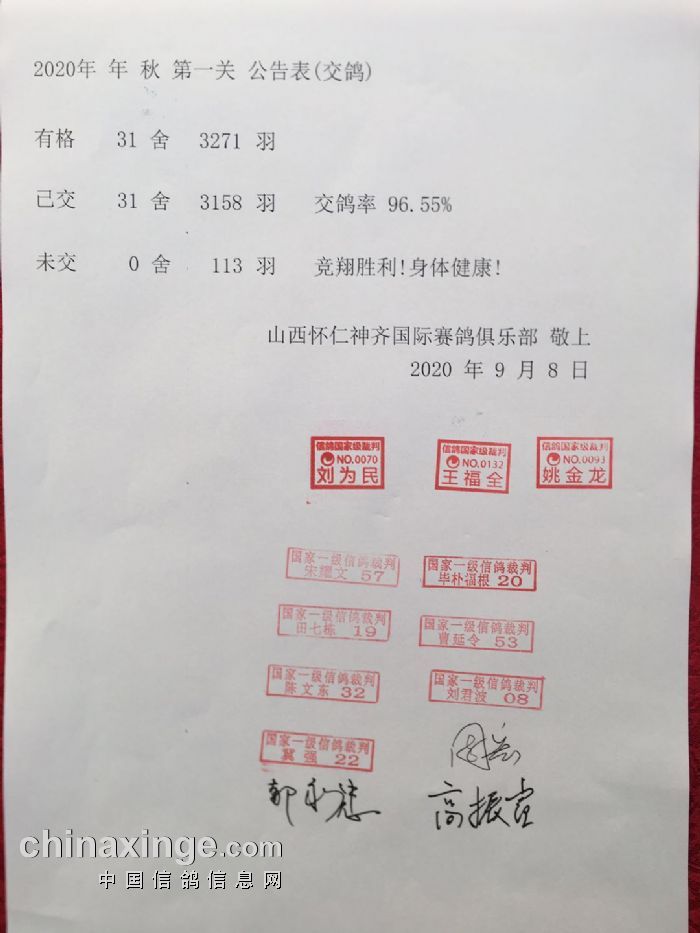 2020年 年 秋 第一关 公告表(交鸽)
有格 31 舍 3271 羽
已交 31 舍 3158 羽 交鸽率 96.55%
未交 0 舍 113 羽 竞翔胜利!身体健康!
山西怀仁神齐国际赛鸽俱乐部 敬上
2020 年 9 月 8 日
信鸽国家级裁判 NO.0070 刘为民
信鸽国家级裁判 NO.0132 王福全
信鸽国家级裁判 NO.0093 姚金龙
国家一级信鸽裁判
宋耀文 57
国家一级信鸽裁判
毕朴福根 20
国家一级信鸽裁判
田七栋 19
国家一级信鸽裁判
曹延令 53
国家一级信鸽裁判
陈文东 32
国家一级信鸽裁判
刘君波 08
国家一级信鸽裁判
冀强 22
高振宣
chinaxinge.com
中国信鸽信息网